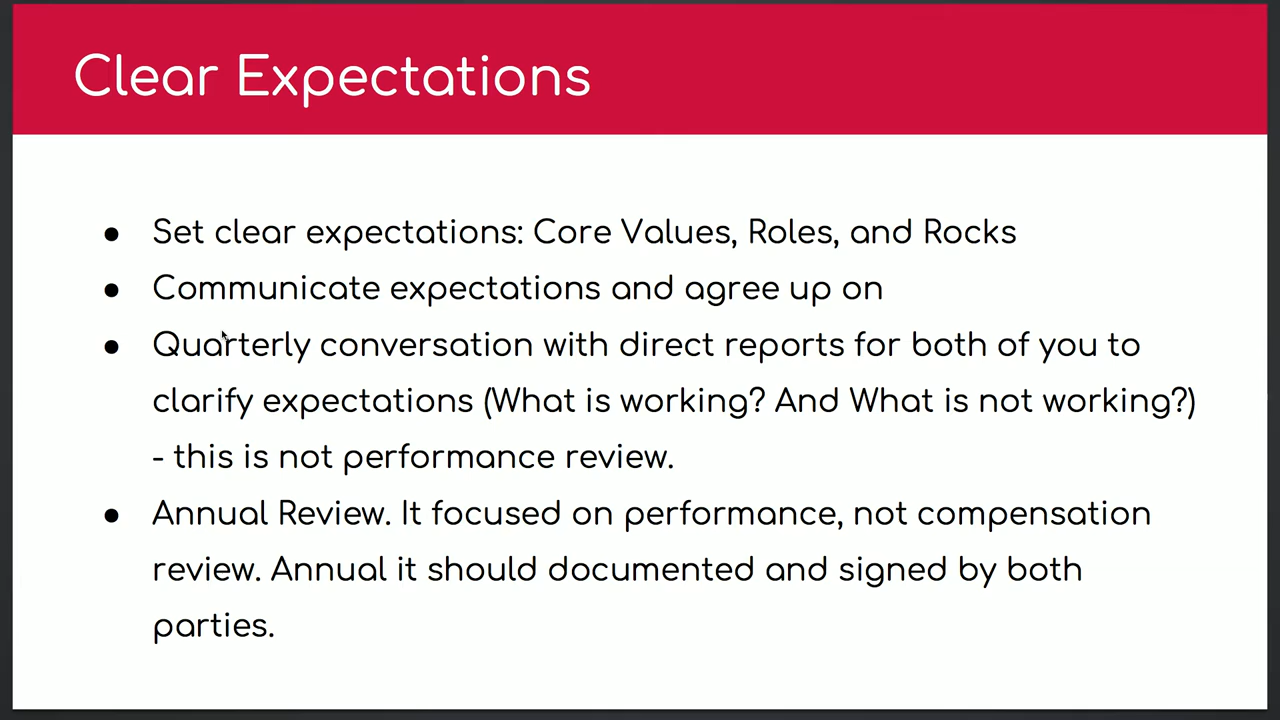 Clear Expectations
● Set clear expectations: Core Values, Roles, and Rocks
● Communicate expectations and agree up on
● Quarterly conversation with direct reports for both of you to
clarify expectations (What is working? And What is not working?)
- this is not performance review.
● Annual Review. It focused on performance, not compensation
review. Annual it should documented and signed by both
parties.